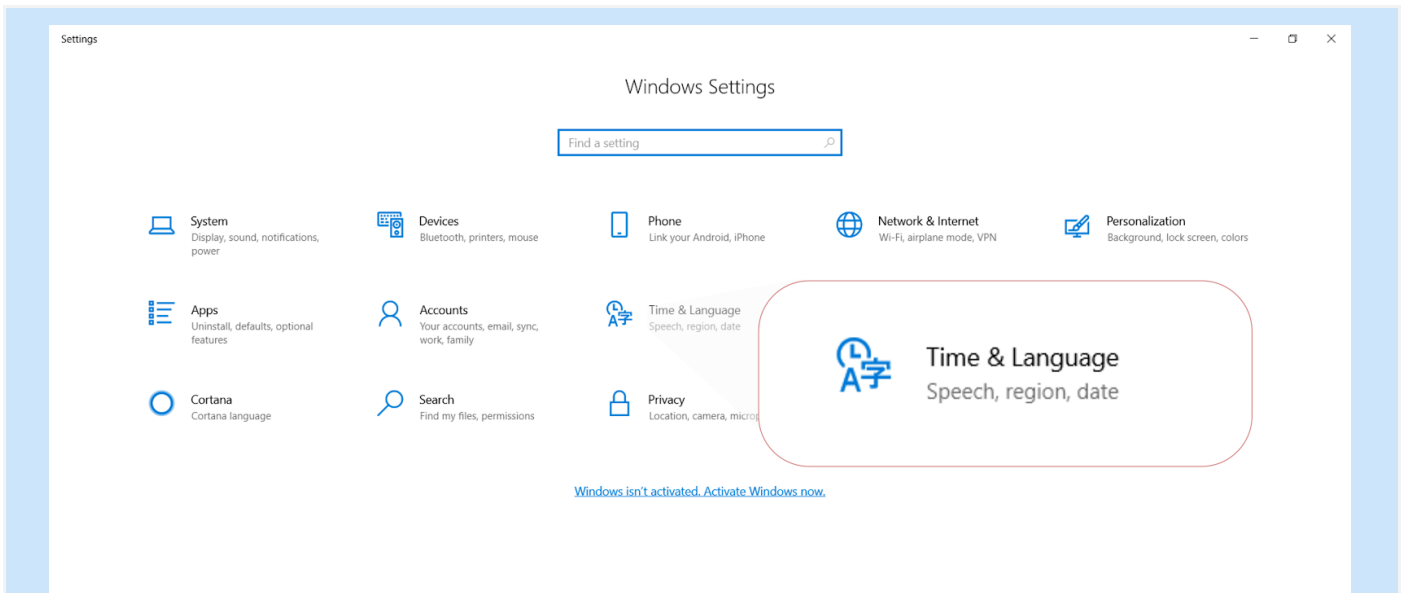 Settings
Windows Settings
Find a setting
System
Display, sound, notifications,
power
Devices
Bluetooth, printers, mouse
Phone
Link your Android, iPhone
Network & Internet
Wi-Fi, airplane mode, VPN
Personalization
Background, lock screen, colors
Apps
Uninstall, defaults, optional
features
Accounts
Your accounts, email, sync,
work, family
Time & Language
Speech, region, date
Time & Language
Speech, region, date
Cortana
Cortana language
Search
Find my files, permissions
Privacy
Location, camera,
Windows isn't activated. Activate Windows now.